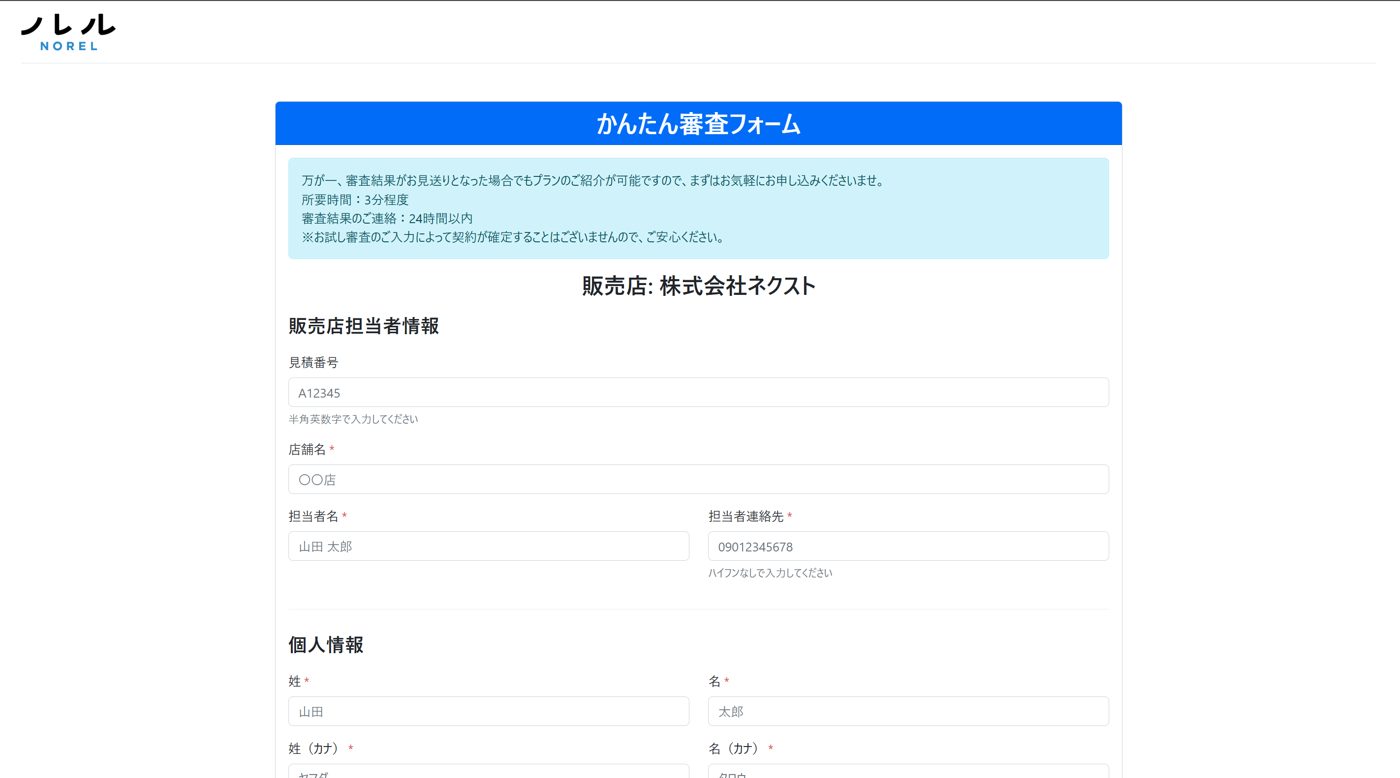 ノレル
NOREL
かんたん審査フォーム
万が一、審査結果がお見送りとなった場合でもプランのご紹介が可能ですので、まずはお気軽にお申し込みくださいませ。
所要時間：3分程度
審査結果のご連絡：24時間以内
※お試し審査のご入力によって契約が確定することはございませんので、ご安心ください。
販売店: 株式会社ネクスト
販売店担当者情報
見積番号
A12345
半角英数字で入力してください
店舗名 *
〇〇店
担当者名 * 担当者連絡先 *
山田 太郎 09012345678
ハイフンなしで入力してください
個人情報
姓 * 名 *
山田 太郎
姓（カナ） * 名（カナ） *
ヤマダ タロウ